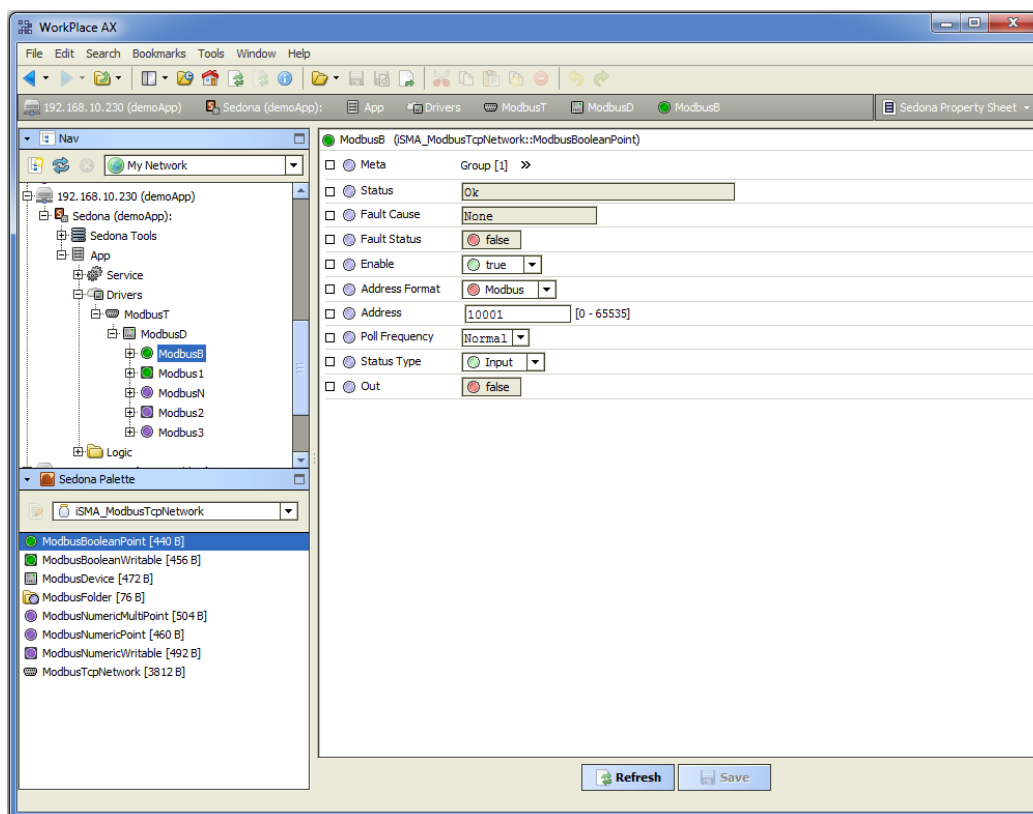 WorkPlace AX
File Edit Search Bookmarks Tools Window Help
192.168.10.230 (demoApp) Sedona (demoApp): App Drivers ModbusT ModbusD ModbusB Sedona Property Sheet
Nav
My Network
192.168.10.230 (demoApp)
Sedona (demoApp):
Sedona Tools
App
Service
Drivers
ModbusT
ModbusD
ModbusB
Modbus1
ModbusN
Modbus2
Modbus3
Logic
Sedona Palette
iSMA_ModbusTcpNetwork
ModbusBooleanPoint [440 B]
ModbusBooleanWritable [456 B]
ModbusDevice [472 B]
ModbusFolder [76 B]
ModbusNumericMultiPoint [504 B]
ModbusNumericPoint [460 B]
ModbusNumericWritable [492 B]
ModbusTcpNetwork [3812 B]
ModbusB (iSMA_ModbusTcpNetwork::ModbusBooleanPoint)
Meta Group [1] »
Status Ok
Fault Cause None
Fault Status false
Enable true
Address Format Modbus
Address 10001 [0 - 65535]
Poll Frequency Normal
Status Type Input
Out false
Refresh Save